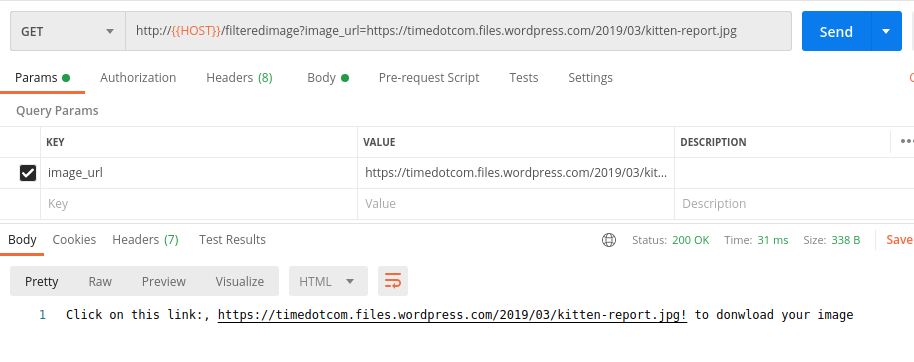 GET http://{{HOST}}/filteredimage?image_url=https://timedotcom.files.wordpress.com/2019/03/kitten-report.jpg Send
Params Authorization Headers (8) Body Pre-request Script Tests Settings
Query Params
KEY VALUE DESCRIPTION
image_url https://timedotcom.files.wordpress.com/2019/03/kit...
Key Value Description
Body Cookies Headers (7) Test Results Status: 200 OK Time: 31 ms Size: 338 B Save
Pretty Raw Preview Visualize HTML
1 Click on this link:, https://timedotcom.files.wordpress.com/2019/03/kitten-report.jpg! to donwload your image